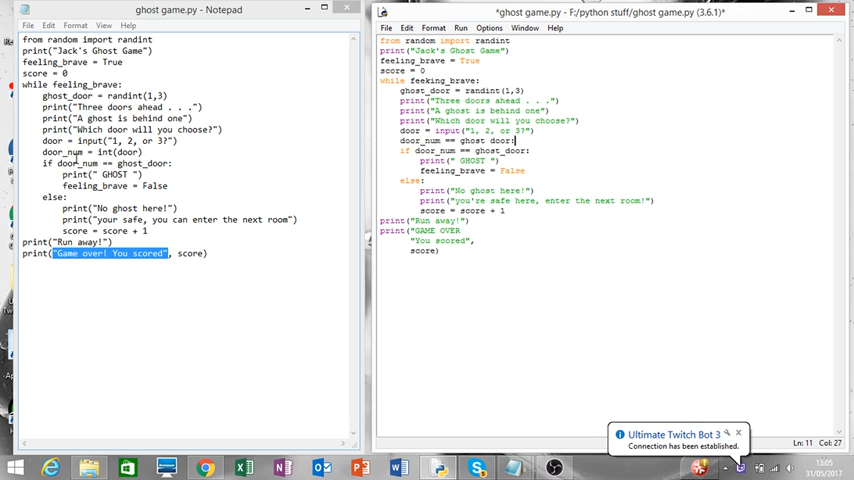 ghost game.py - Notepad
File Edit Format View Help
from random import randint
print("Jack's Ghost Game")
feeling_brave = True
score = 0
while feeling_brave:
ghost_door = randint(1,3)
print("Three doors ahead . . .")
print("A ghost is behind one")
print("Which door will you choose?")
door = input("1, 2, or 3?")
door_num = int(door)
if door_num == ghost_door:
print(" GHOST ")
feeling_brave = False
else:
print("No ghost here!")
print("your safe, you can enter the next room")
score = score + 1
print("Run away!")
print("Game over! You scored", score)
*ghost game.py - F:/python stuff/ghost game.py (3.6.1)*
File Edit Format Run Options Window Help
from random import randint
print("Jack's Ghost Game")
feeling_brave = True
score = 0
while feeking_brave:
ghost_door = randint(1,3)
print("Three doors ahead . . .")
print("A ghost is behind one")
print("Which door will you choose?")
door = input("1, 2, or 3?")
door_num == ghost door:
if door_num == ghost_door:
print(" GHOST ")
feeling_brave = False
else:
print("No ghost here!")
print("you're safe here, enter the next room!")
score = score + 1
print("Run away!")
print("GAME OVER
"You scored",
score)
Ultimate Twitch Bot 3
Connection has been established.
Ln: 11 Col: 27
13:05
31/05/2017